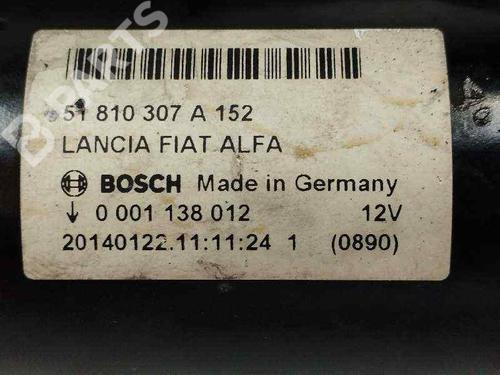 51 810 307 A 152
LANCIA FIAT ALFA
BOSCH Made in Germany
↓ 0 001 138 012 12V
20140122.11:11:24 1 (0890)
B PARTS